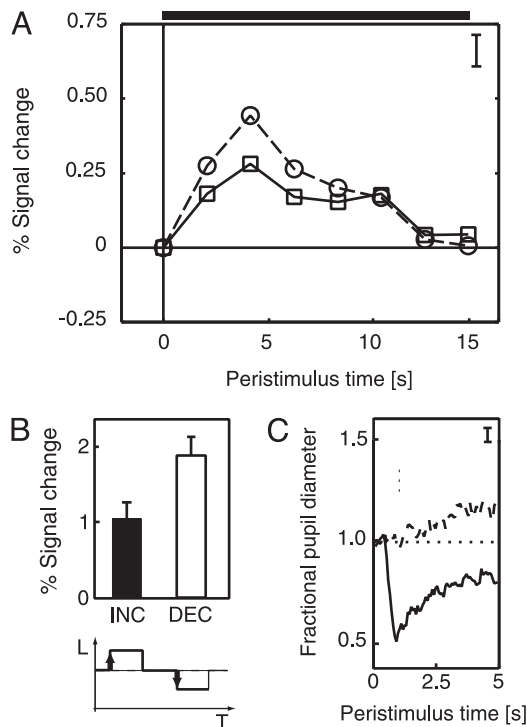 A
0.75
0.50
0.25
0
-0.25
% Signal change
0 5 10 15
Peristimulus time [s]
B
2
1
0
% Signal change
INC DEC
L
T
C
1.5
1.0
0.5
Fractional pupil diameter
0 2.5 5
Peristimulus time [s]